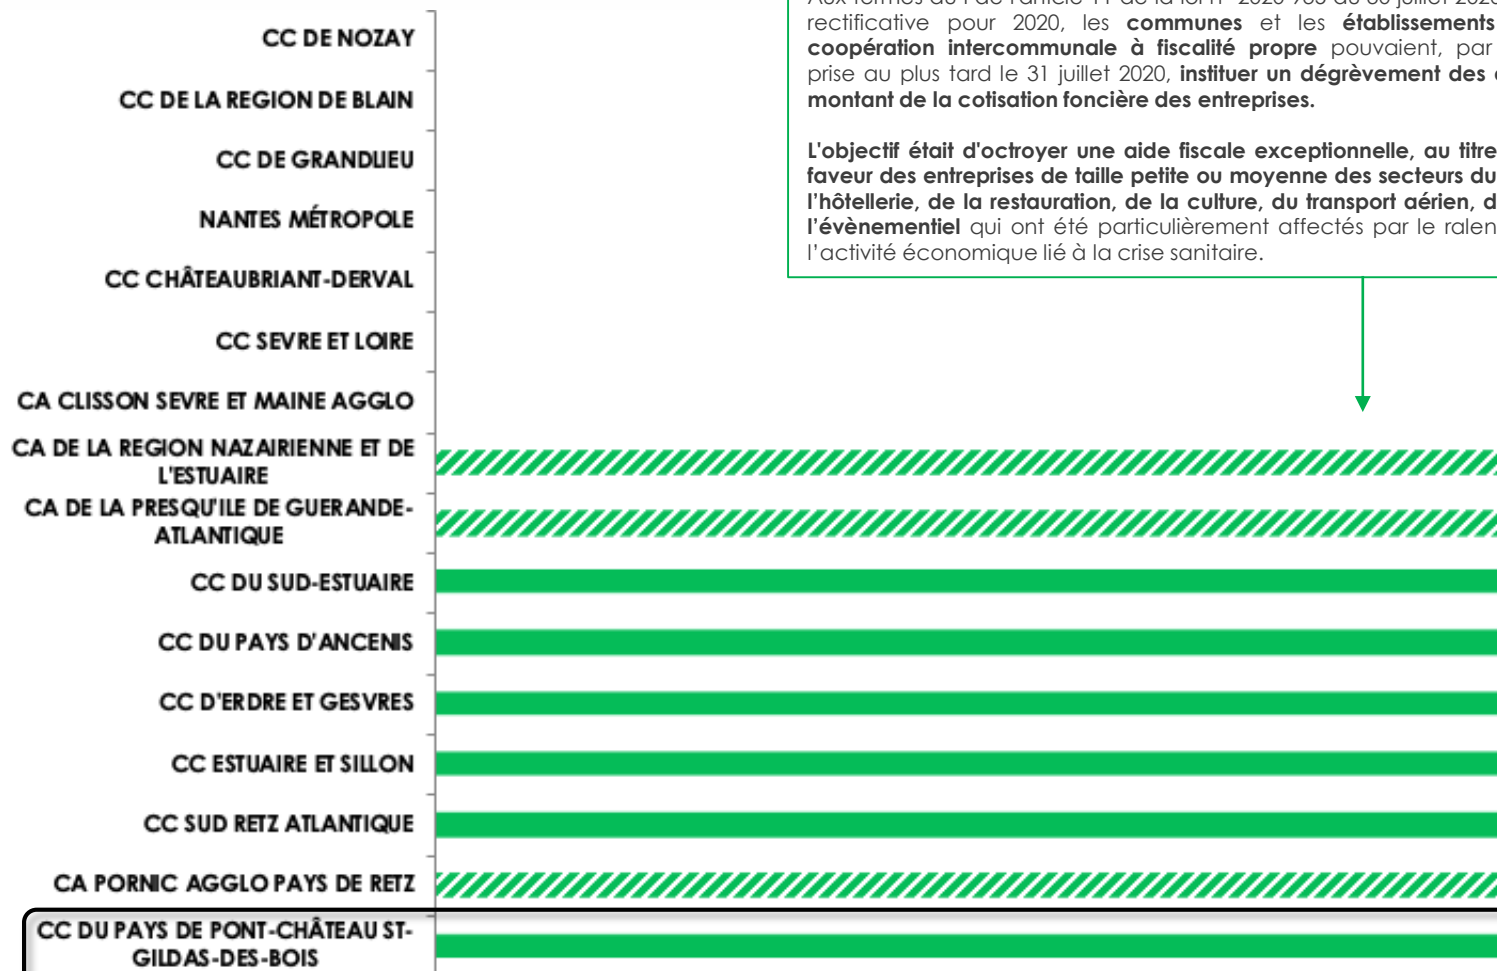 CC DE NOZAY
CC DE LA REGION DE BLAIN
CC DE GRANDLIEU
NANTES MÉTROPOLE
CC CHÂTEAUBRIANT-DERVAL
CC SEVRE ET LOIRE
CA CLISSON SEVRE ET MAINE AGGLO
CA DE LA REGION NAZAIRIENNE ET DE
L'ESTUAIRE
CA DE LA PRESQU'ILE DE GUERANDE-
ATLANTIQUE
CC DU SUD-ESTUAIRE
CC DU PAYS D'ANCENIS
CC D'ERDRE ET GESVRES
CC ESTUAIRE ET SILLON
CC SUD RETZ ATLANTIQUE
CA PORNIC AGGLO PAYS DE RETZ
CC DU PAYS DE PONT-CHÂTEAU ST-
GILDAS-DES-BOIS
rectificative pour 2020, les communes et les établissements
coopération intercommunale à fiscalité propre pouvaient, par
prise au plus tard le 31 juillet 2020, instituer un dégrèvement des
montant de la cotisation foncière des entreprises.
L'objectif était d'octroyer une aide fiscale exceptionnelle, au titre
faveur des entreprises de taille petite ou moyenne des secteurs du
l'hôtellerie, de la restauration, de la culture, du transport aérien,
l'évènementiel qui ont été particulièrement affectés par le ralen
l'activité économique lié à la crise sanitaire.